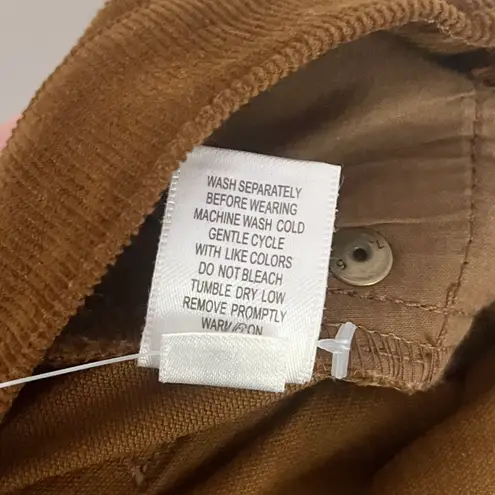 WASH SEPARATELY
BEFORE WEARING
MACHINE WASH COLD
GENTLE CYCLE
WITH LIKE COLORS
DO NOT BLEACH
TUMBLE DRY LOW
REMOVE PROMPTLY
WARM